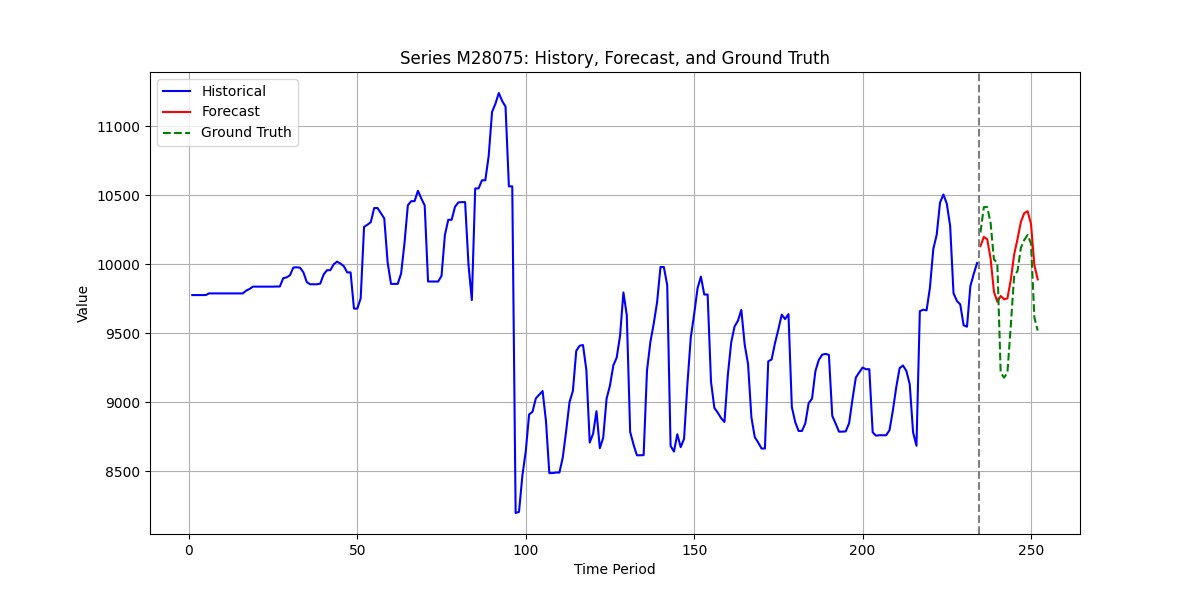 Series M28075: History, Forecast, and Ground Truth
Historical
Forecast
Ground Truth
11000
10500
10000
9500
9000
8500
Value
0
50
100
150
200
250
Time Period